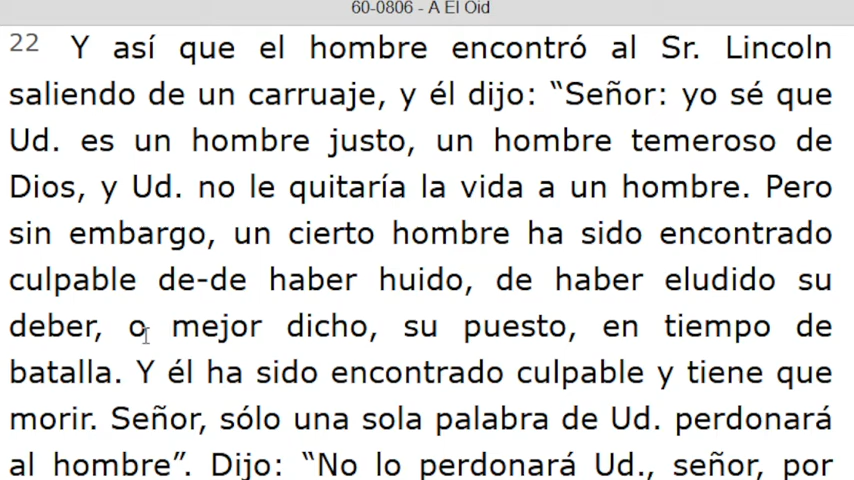 60-0806 - A El Oid
22 Y así que el hombre encontró al Sr. Lincoln
saliendo de un carruaje, y él dijo: “Señor: yo sé que
Ud. es un hombre justo, un hombre temeroso de
Dios, y Ud. no le quitaría la vida a un hombre. Pero
sin embargo, un cierto hombre ha sido encontrado
culpable de-de haber huido, de haber eludido su
deber, o mejor dicho, su puesto, en tiempo de
batalla. Y él ha sido encontrado culpable y tiene que
morir. Señor, sólo una sola palabra de Ud. perdonará
al hombre”. Dijo: “No lo perdonará Ud., señor, por